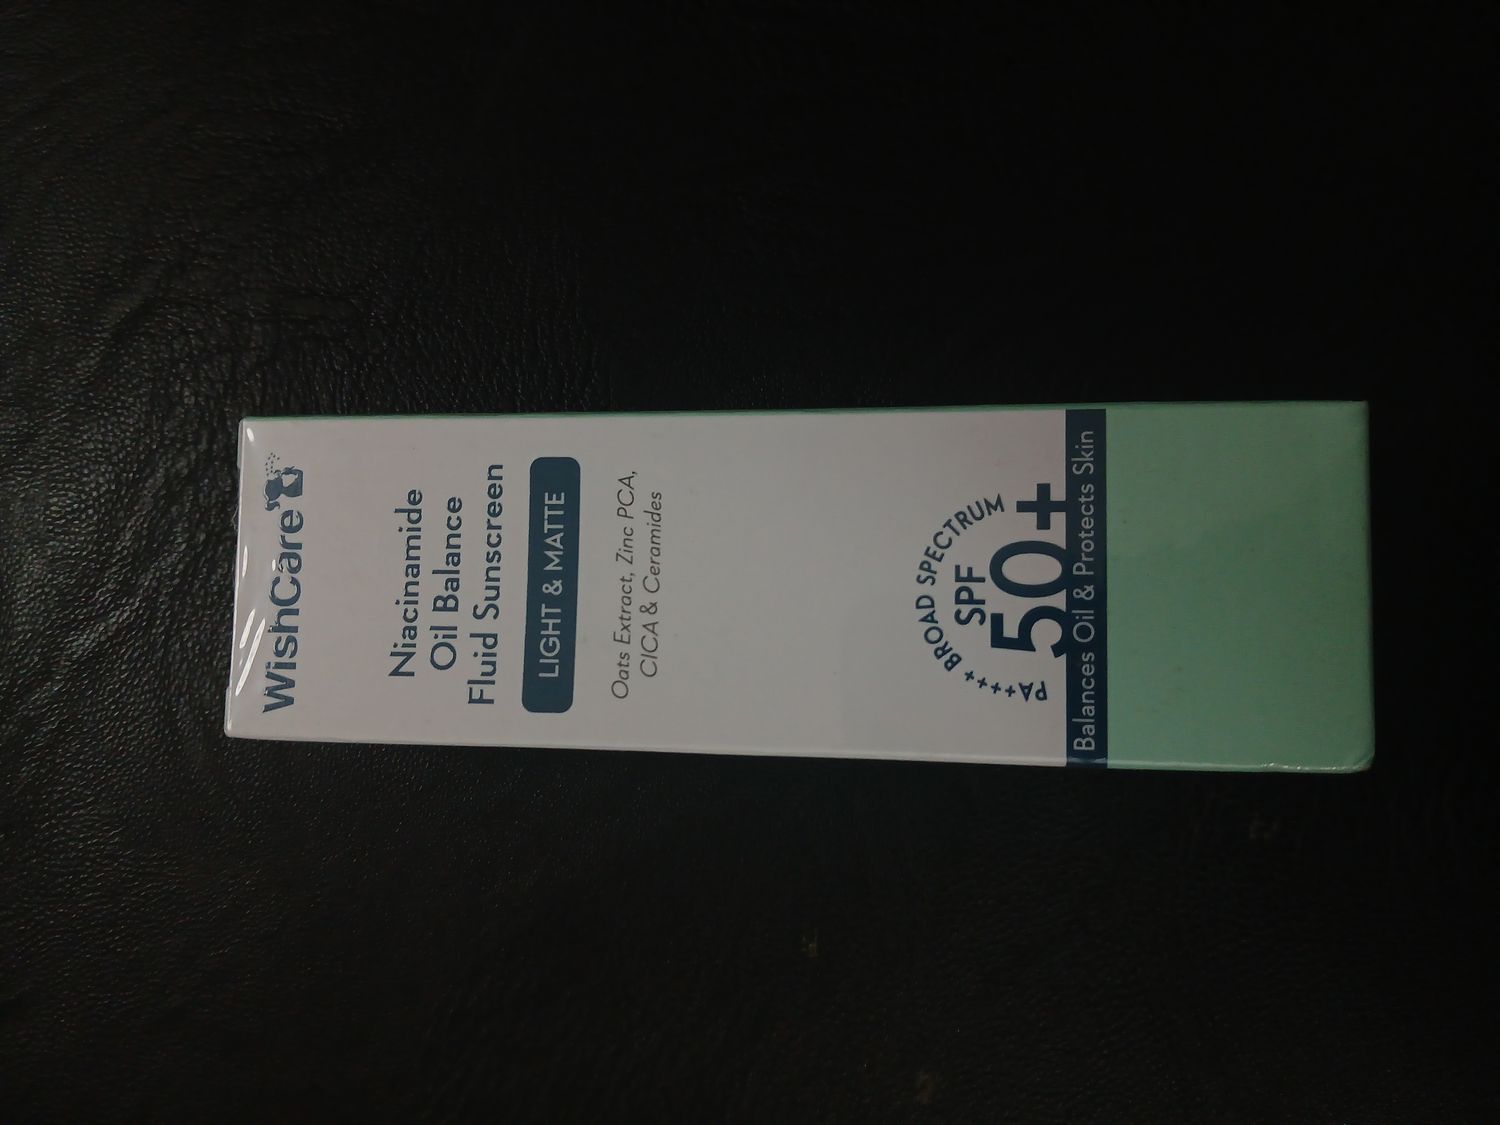 WishCare
Niacinamide
Oil Balance
Fluid Sunscreen
LIGHT & MATTE
Oats Extract, Zinc PCA,
CICA & Ceramides
PA++++ BROAD SPECTRUM
SPF
50+
Balances Oil & Protects Skin